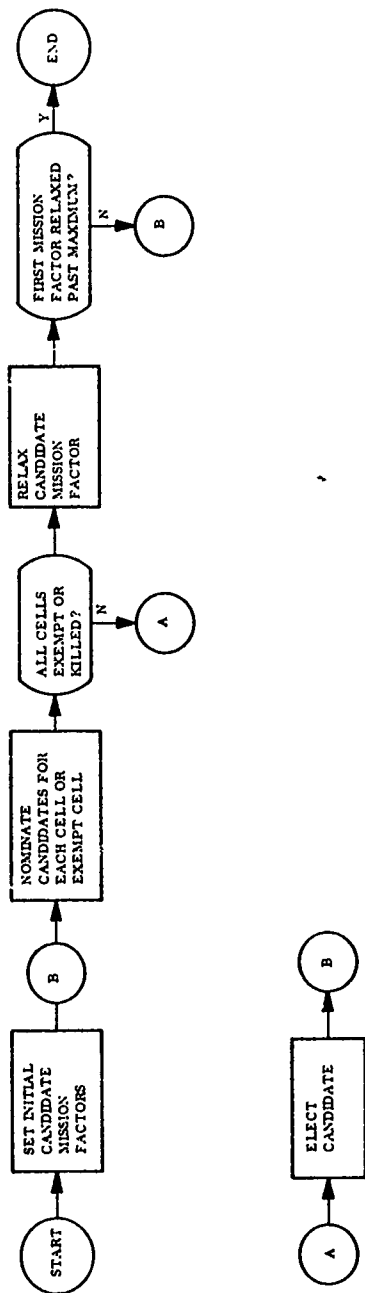 START
SET INITIAL
CANDIDATE
MISSION
FACTORS
B
NOMINATE
CANDIDATES FOR
EACH CELL OR
EXEMPT CELL
ALL CELLS
EXEMPT OR
KILLED?
N
A
RELAX
CANDIDATE
MISSION
FACTOR
FIRST MISSION
FACTOR RELAXED
PAST MAXIMUM?
Y
N
B
END
A
ELECT
CANDIDATE
B